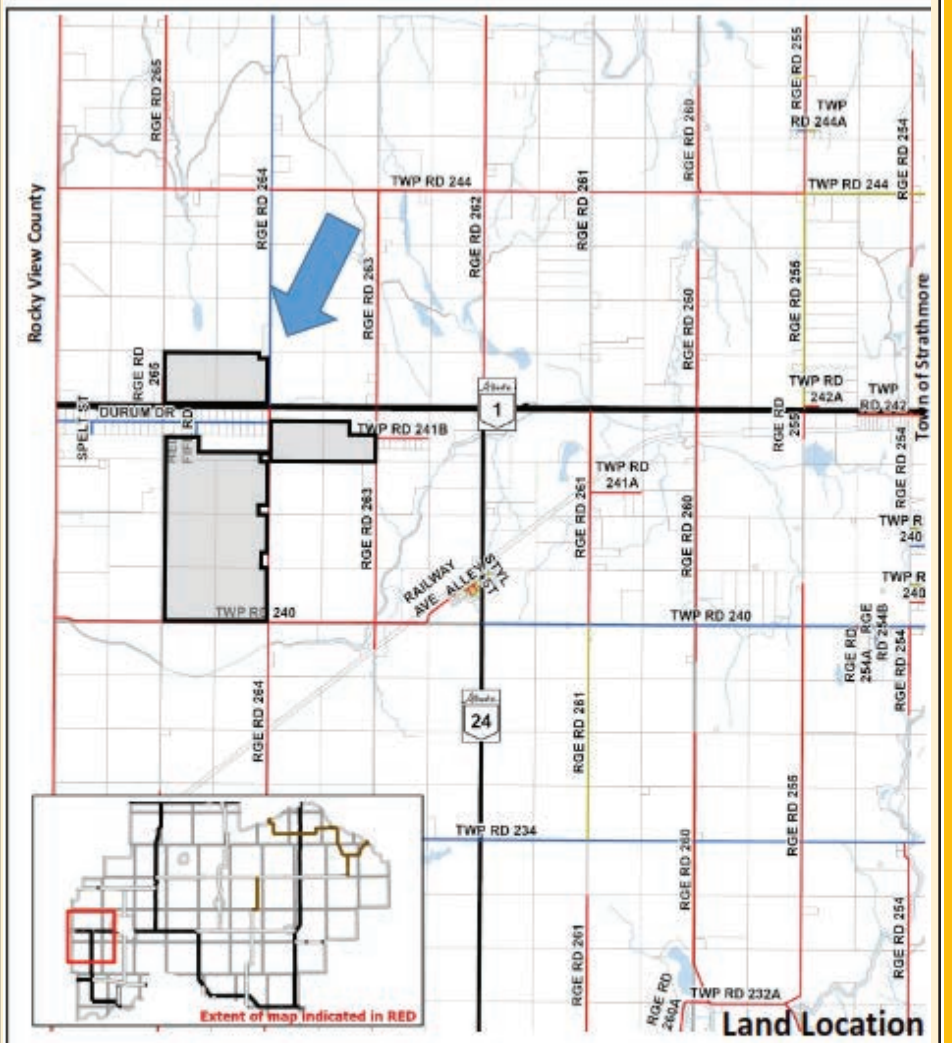 RGE RD 265
RGE RD 264
RGE RD 260
RGE RD 255
TWP
RD 244A
RGE RD 254
TWP RD 244
TWP RD 244
RGE RD 261
RGE RD 262
RGE RD 263
RGE RD 260
RGE RD 255
Rocky View County
Town of Strathmore
RGE RD
265
Alberta
1
TWP RD
242A
TWP
RD 242
DURUM DR
SPELT ST
RD
TWP RD 241B
RGE RD
255
RGE RD 254
TWP RD
241A
RGE RD 261
RGE RD 263
RGE RD 260
TWP R
240
TWP R
240
RAILWAY
AVE
ALLEY
STYL
ST
TWP RD 240
TWP RD 240
RGE RD
254A
RGE
RD 254B
RGE RD 254
RGE RD 264
Alberta
24
RGE RD 261
RGE RD 255
TWP RD 234
RGE RD 260
RGE RD 261
RGE RD 254
RGE RD
260A
TWP RD 232A
Extent of map indicated in RED
Land Location